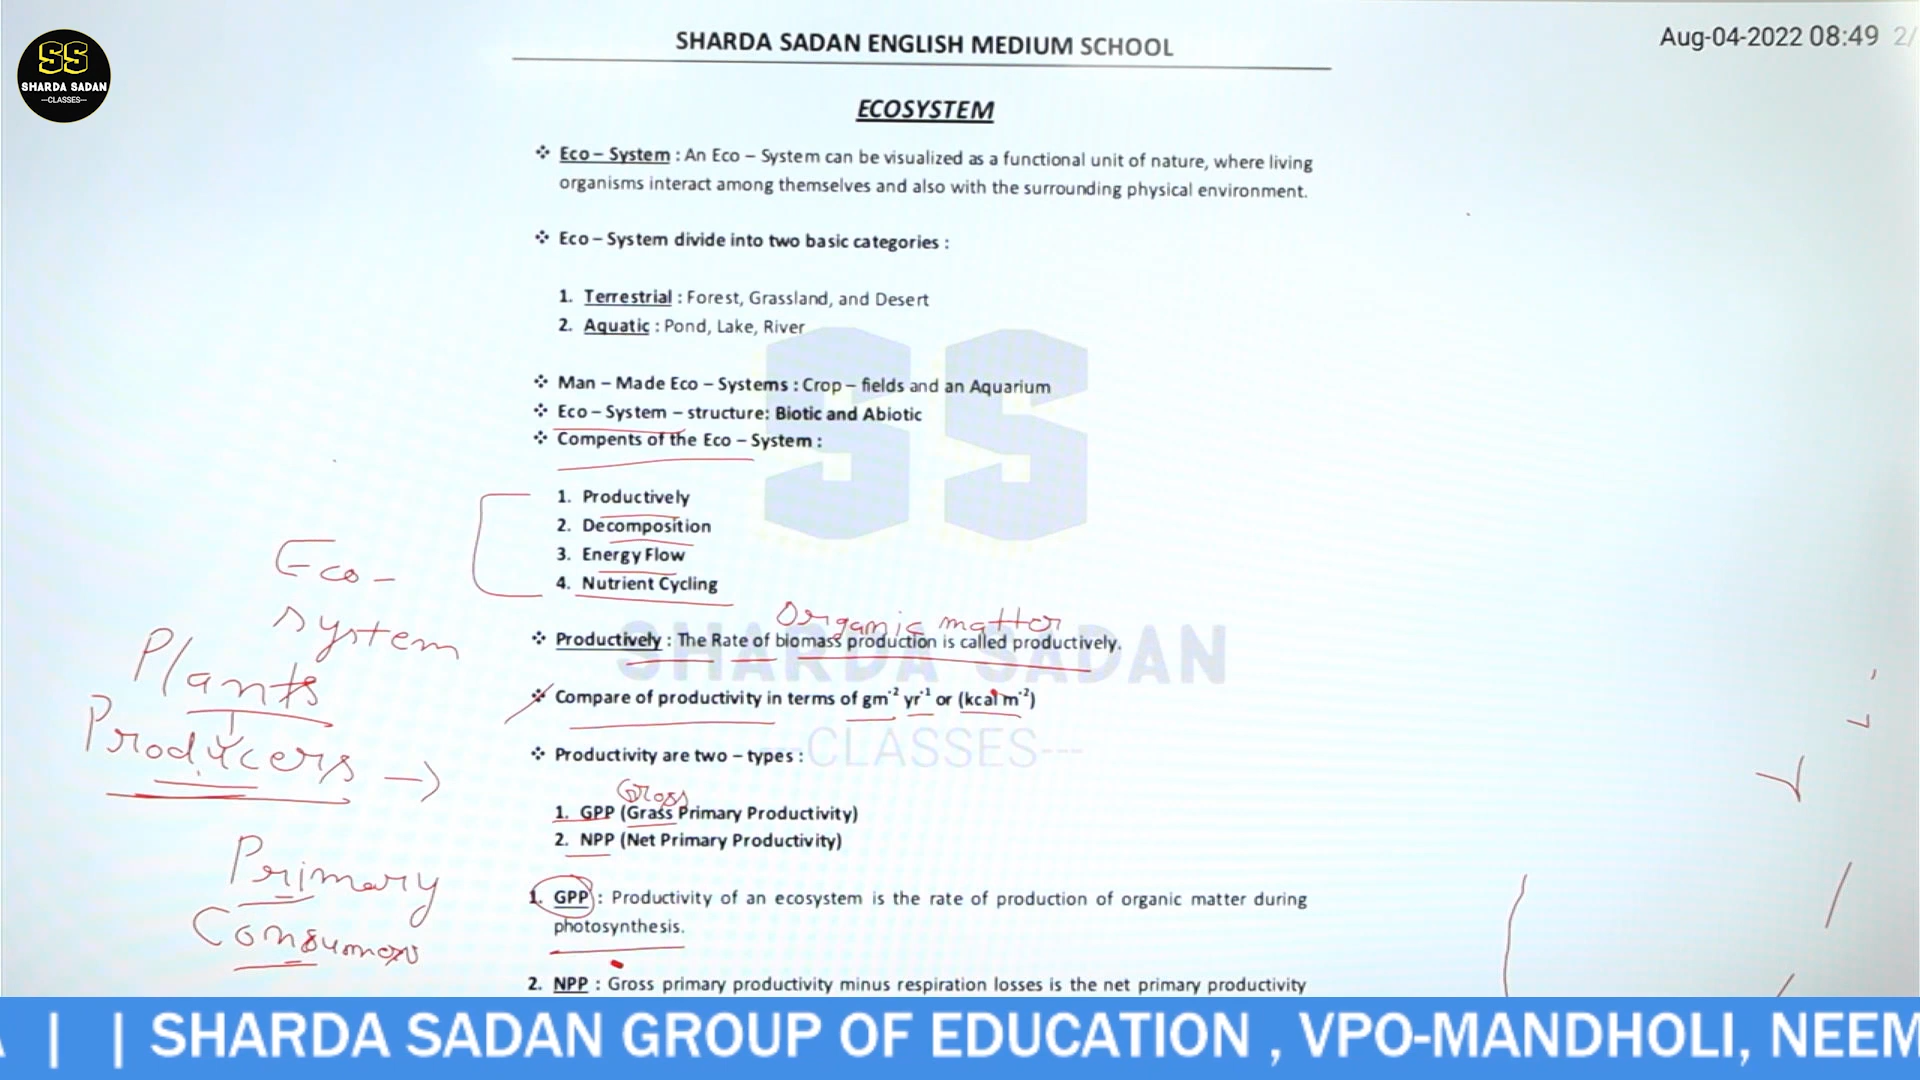 SS
SHARDA SADAN
---CLASSES---
SHARDA SADAN ENGLISH MEDIUM SCHOOL
Aug-04-2022 08:49 2/
ECOSYSTEM
❖ Eco – System : An Eco – System can be visualized as a functional unit of nature, where living
organisms interact among themselves and also with the surrounding physical environment.
❖ Eco – System divide into two basic categories :
1. Terrestrial : Forest, Grassland, and Desert
2. Aquatic : Pond, Lake, River
❖ Man – Made Eco – Systems : Crop – fields and an Aquarium
❖ Eco – System – structure: Biotic and Abiotic
❖ Compents of the Eco – System :
1. Productively
2. Decomposition
3. Energy Flow
4. Nutrient Cycling
Organic matter
❖ Productively : The Rate of biomass production is called productively.
❖ Compare of productivity in terms of gm⁻² yr⁻¹ or (kcal m⁻²)
❖ Productivity are two – types :
Gross
1. GPP (Grass Primary Productivity)
2. NPP (Net Primary Productivity)
1. GPP : Productivity of an ecosystem is the rate of production of organic matter during
photosynthesis.
2. NPP : Gross primary productivity minus respiration losses is the net primary productivity
Eco –
system
Plants
Producers →
Primary
Consumers
SS
SHARDA SADAN
---CLASSES---
A | | SHARDA SADAN GROUP OF EDUCATION , VPO-MANDHOLI, NEEM